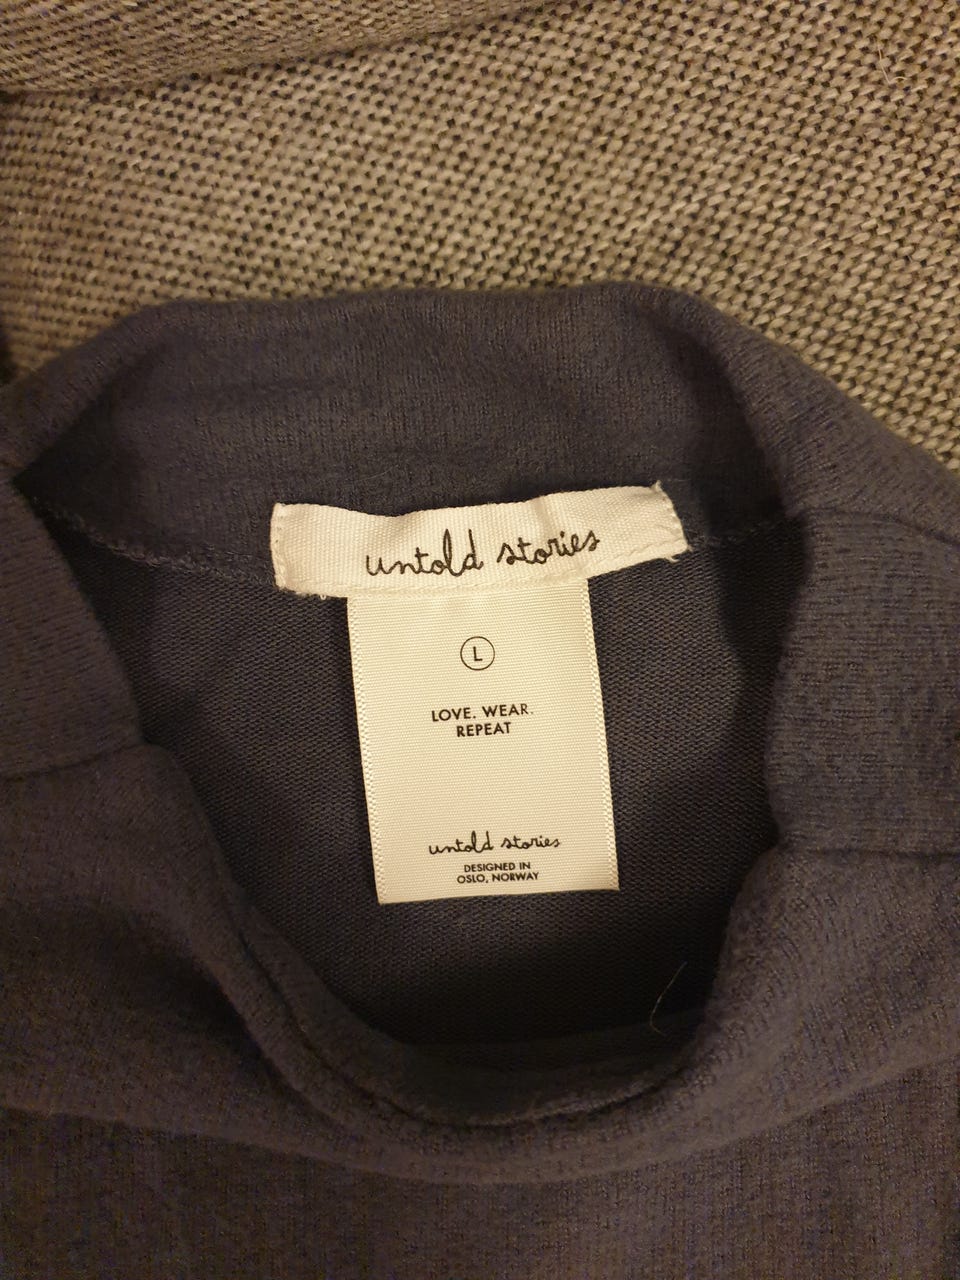 untold stories
L
LOVE. WEAR.
REPEAT
untold stories
DESIGNED IN
OSLO, NORWAY